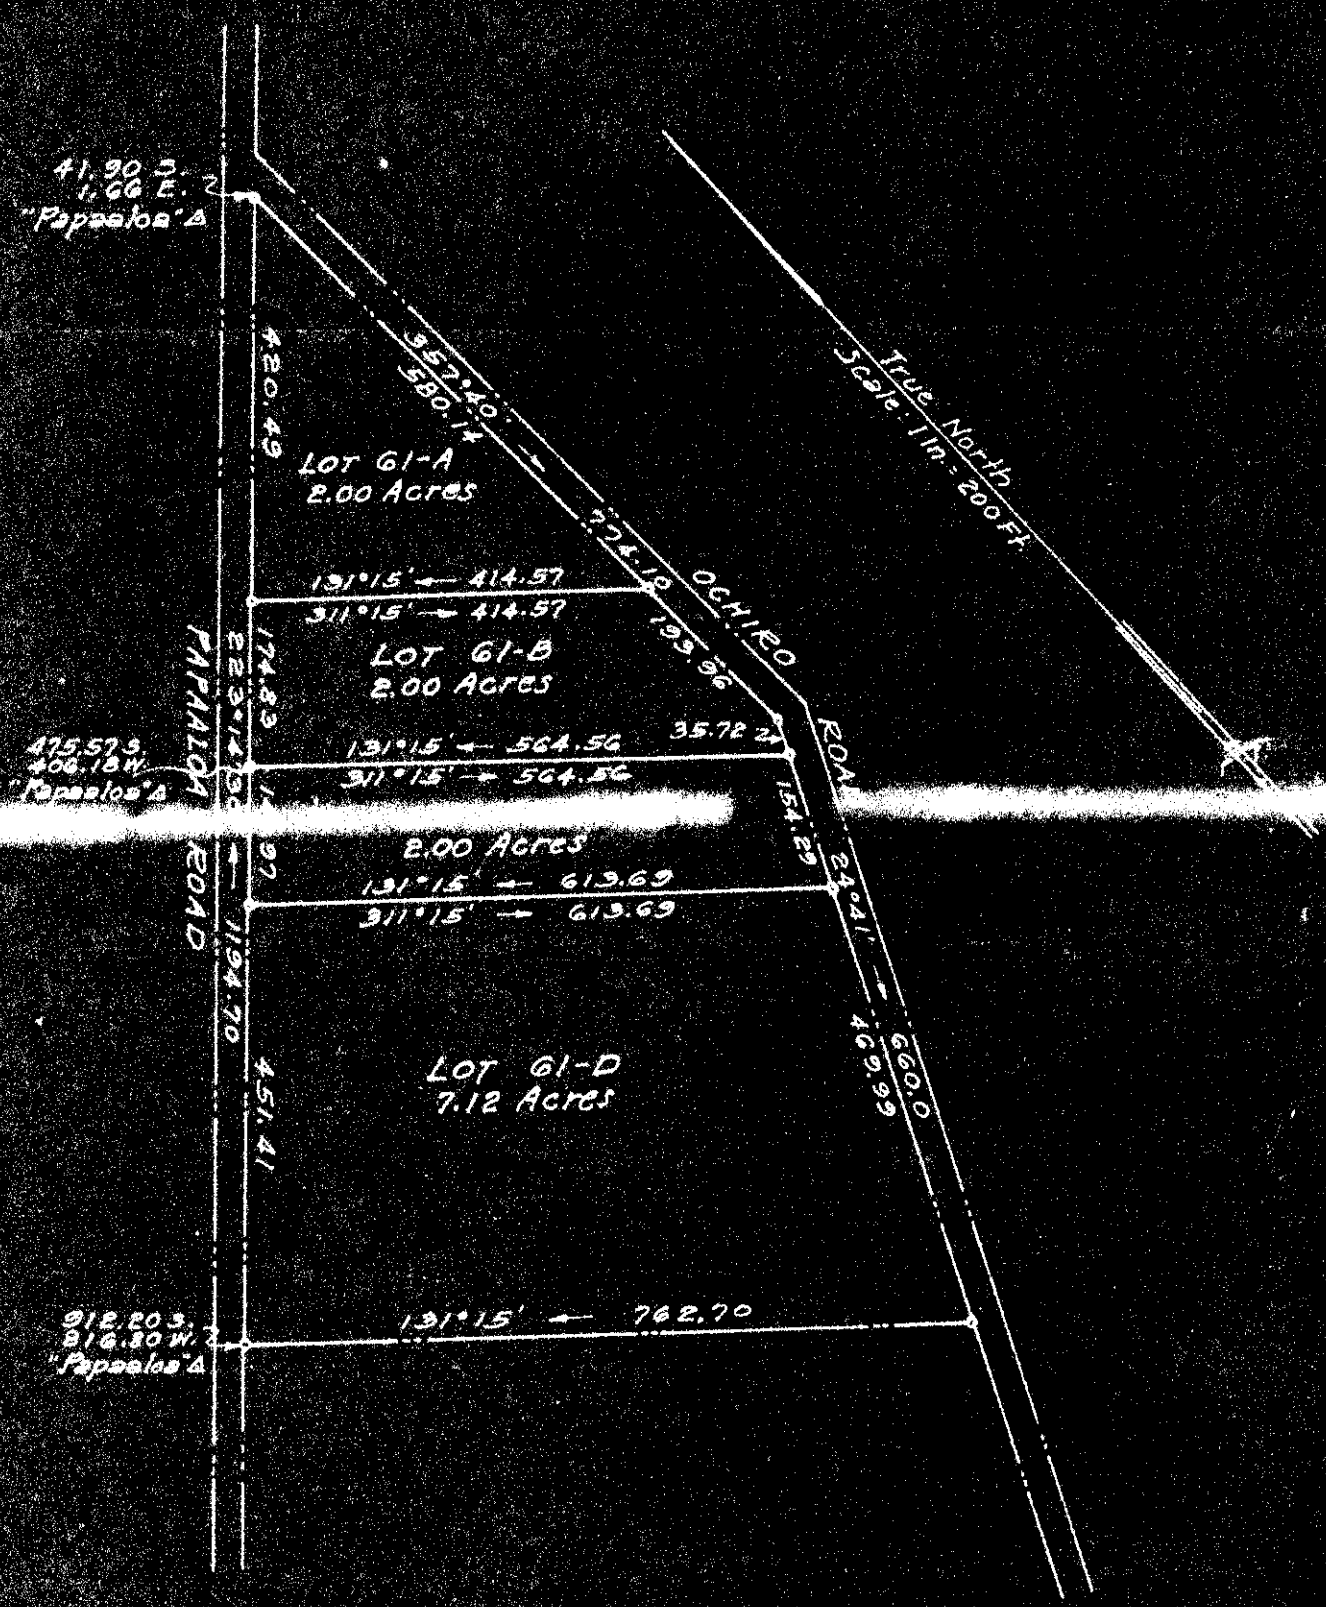 41.90 S.
1.66 E.
"Papaaloa" Δ
420.49
357°40'
580.14
774.10
LOT 61-A
2.00 Acres
True North
Scale: 1 In. = 200 Ft.
131°15' ← 414.57
311°15' → 414.57
OCHIRO
ROAD
193.96
LOT 61-B
2.00 Acres
174.83
PAPAALOA ROAD
223°14'
← 1194.70
35.72
475.57 S.
406.18 W.
"Papaaloa" Δ
131°15' ← 564.56
311°15' → 564.56
154.29
2.00 Acres
131°15' ← 613.69
311°15' → 613.69
24°41' → 660.0
469.99
LOT 61-D
7.12 Acres
451.41
912.20 S.
816.80 W.
"Papaaloa" Δ
131°15' ← 762.70